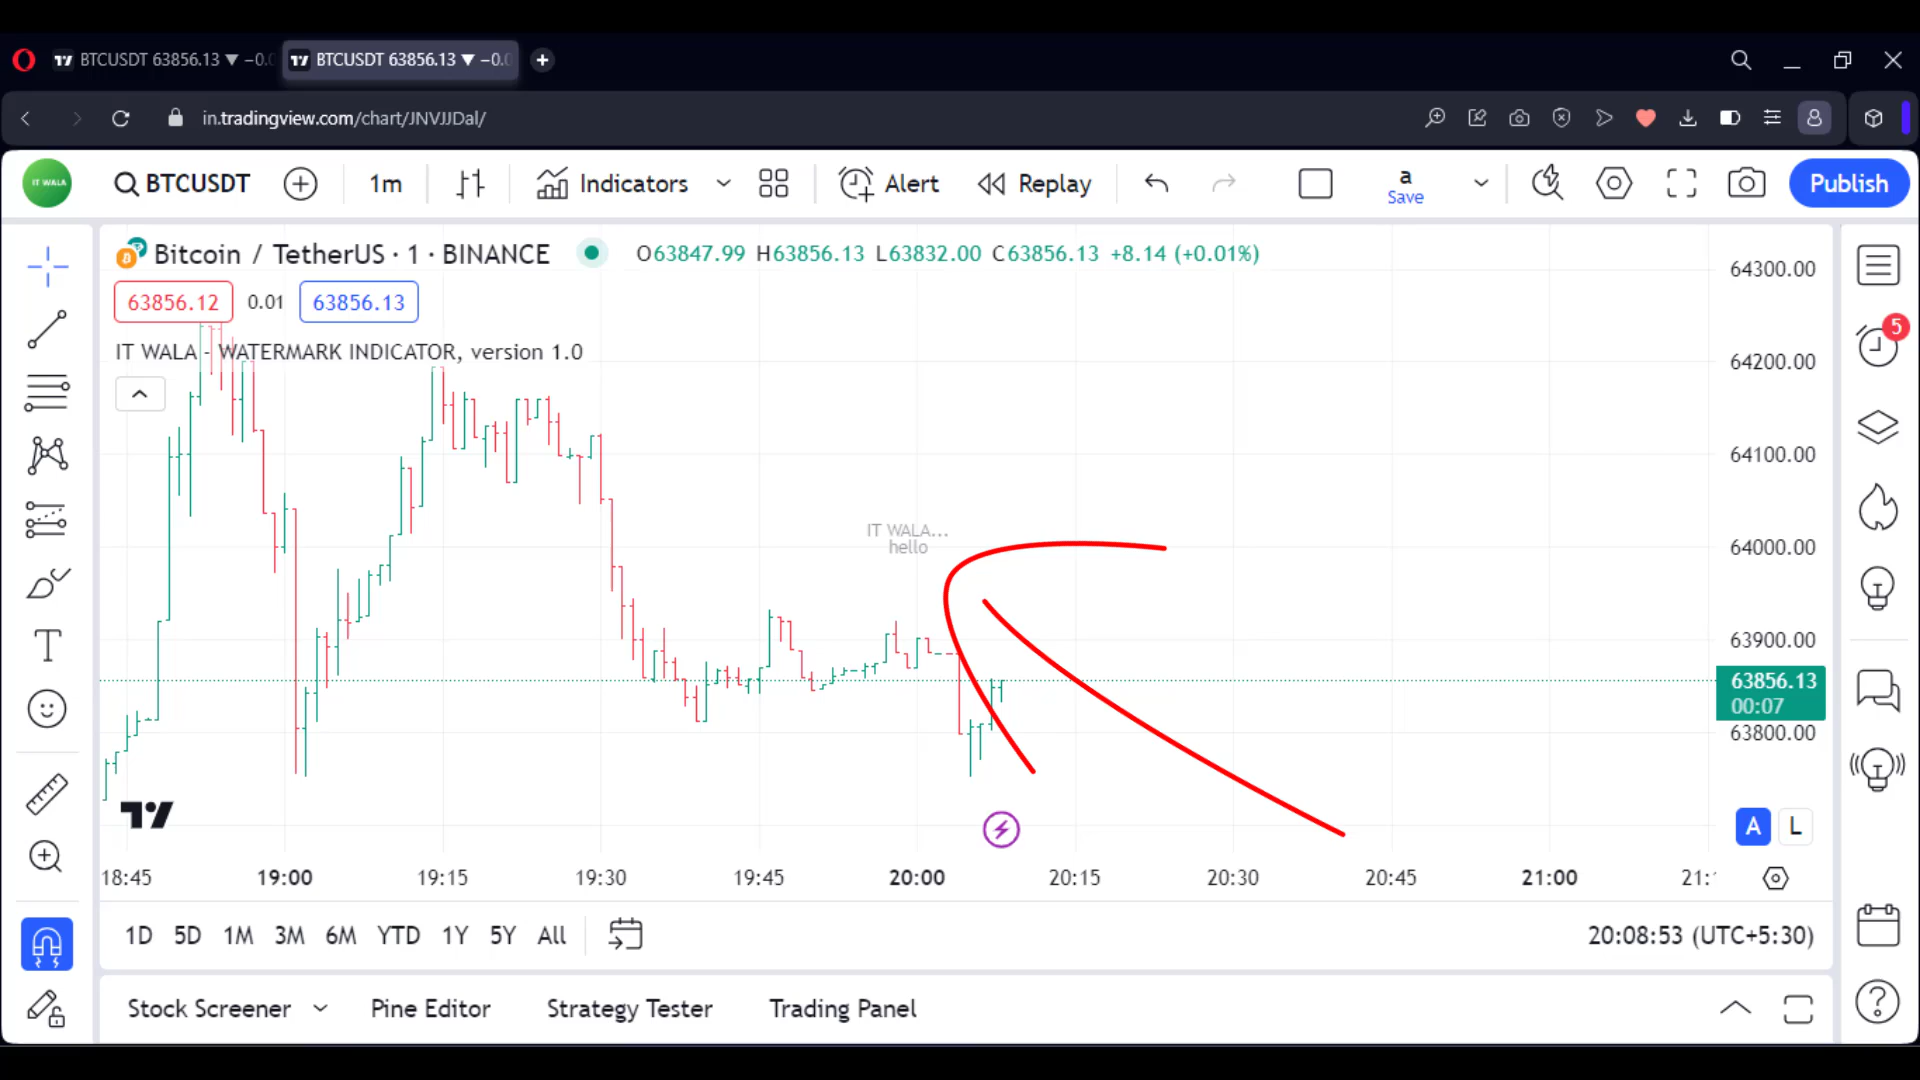 BTCUSDT 63856.13 ▼ −0.0
BTCUSDT 63856.13 ▼ −0.0
in.tradingview.com/chart/JNVJJDal/
IT WALA
BTCUSDT
1m
Indicators
Alert
Replay
a
Save
Publish
Bitcoin / TetherUS · 1 · BINANCE
O63847.99 H63856.13 L63832.00 C63856.13 +8.14 (+0.01%)
63856.12 0.01 63856.13
IT WALA - WATERMARK INDICATOR, version 1.0
IT WALA...
hello
64300.00
64200.00
64100.00
64000.00
63900.00
63856.13
00:07
63800.00
5
A L
18:45 19:00 19:15 19:30 19:45 20:00 20:15 20:30 20:45 21:00
1D 5D 1M 3M 6M YTD 1Y 5Y All
20:08:53 (UTC+5:30)
Stock Screener Pine Editor Strategy Tester Trading Panel